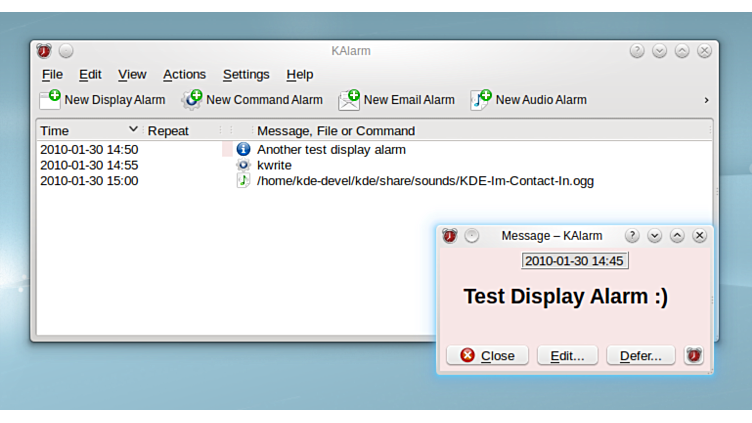 KAlarm
File Edit View Actions Settings Help
New Display Alarm New Command Alarm New Email Alarm New Audio Alarm
Time Repeat Message, File or Command
2010-01-30 14:50 Another test display alarm
2010-01-30 14:55 kwrite
2010-01-30 15:00 /home/kde-devel/kde/share/sounds/KDE-Im-Contact-In.ogg
Message – KAlarm
2010-01-30 14:45
Test Display Alarm :)
Close Edit... Defer...